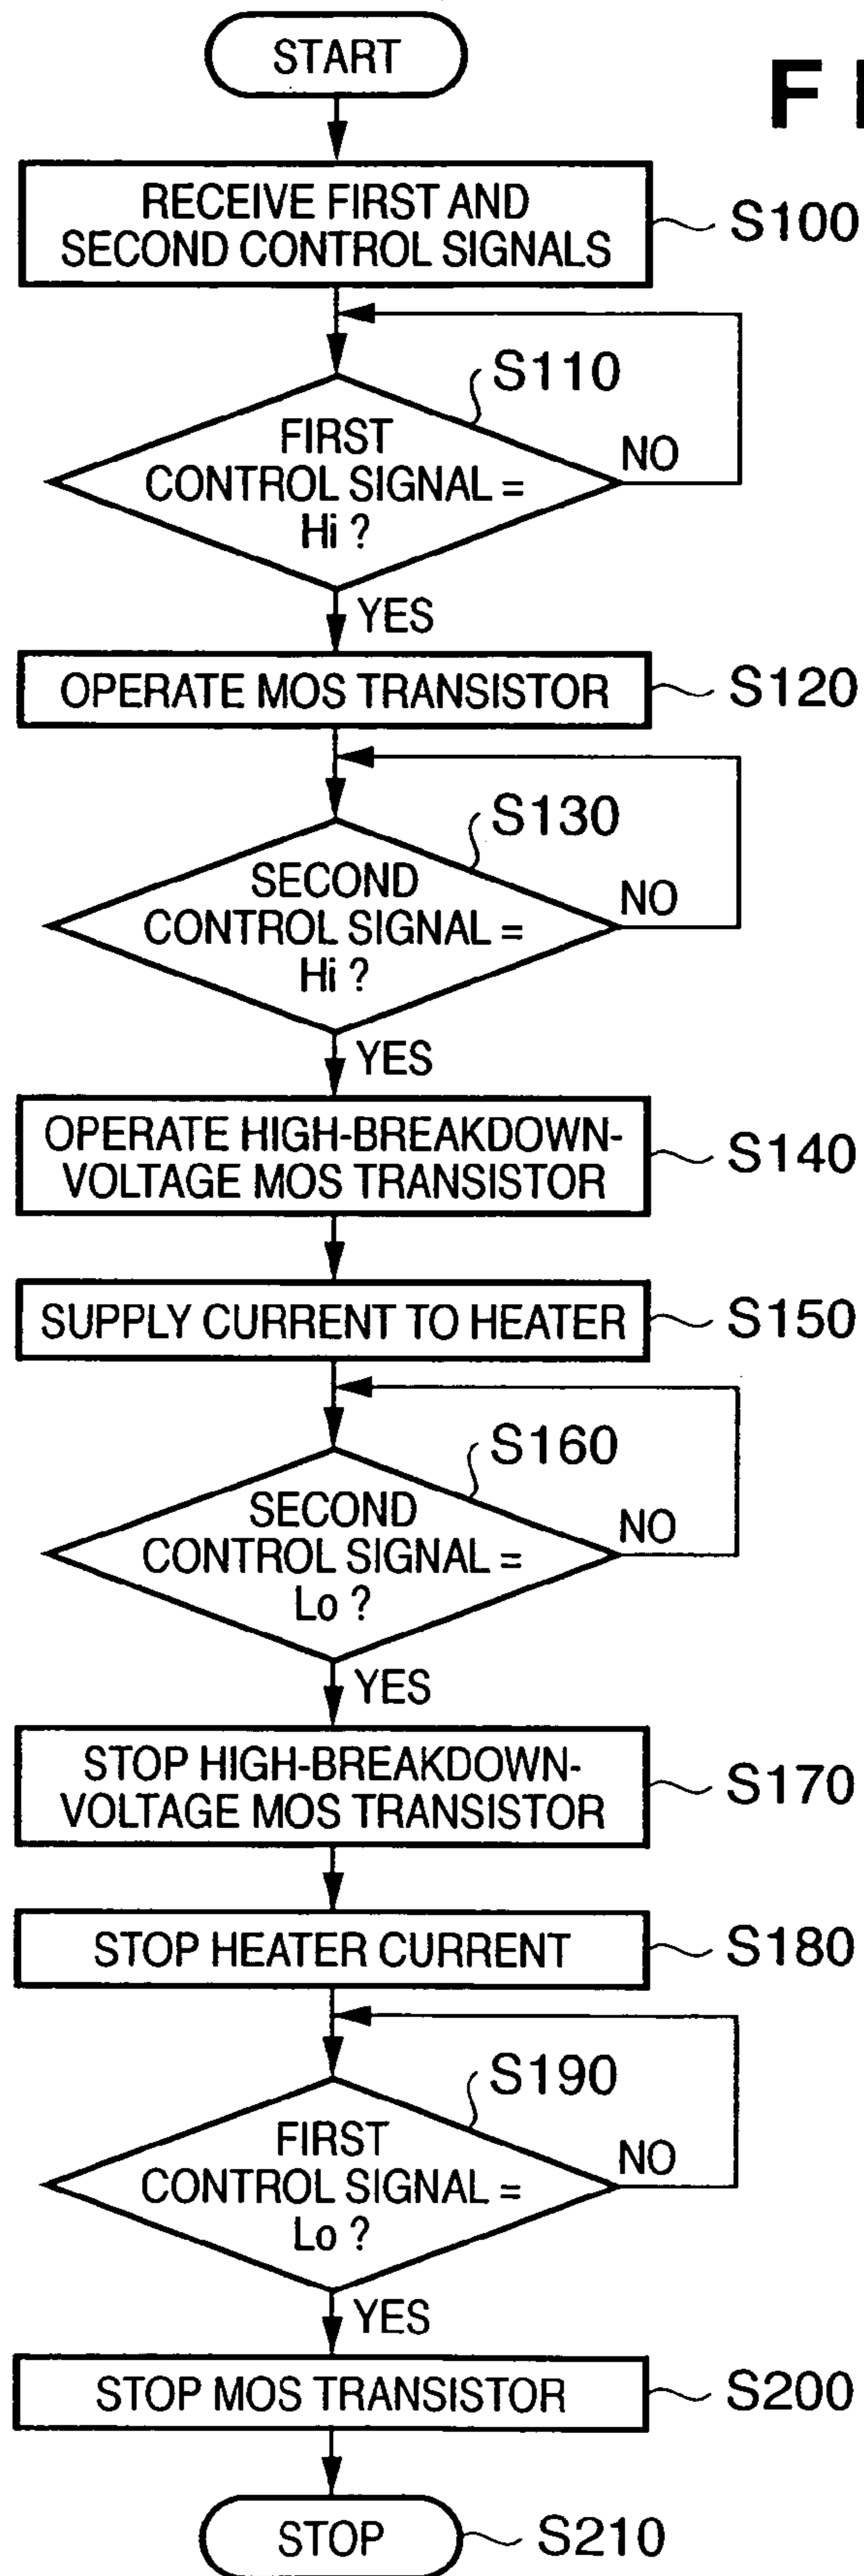 START
F
RECEIVE FIRST AND
SECOND CONTROL SIGNALS
S100
S110
FIRST
CONTROL SIGNAL =
Hi ?
NO
YES
OPERATE MOS TRANSISTOR
S120
S130
SECOND
CONTROL SIGNAL =
Hi ?
NO
YES
OPERATE HIGH-BREAKDOWN-
VOLTAGE MOS TRANSISTOR
S140
SUPPLY CURRENT TO HEATER
S150
S160
SECOND
CONTROL SIGNAL =
Lo ?
NO
YES
STOP HIGH-BREAKDOWN-
VOLTAGE MOS TRANSISTOR
S170
STOP HEATER CURRENT
S180
S190
FIRST
CONTROL SIGNAL =
Lo ?
NO
YES
STOP MOS TRANSISTOR
S200
STOP
S210